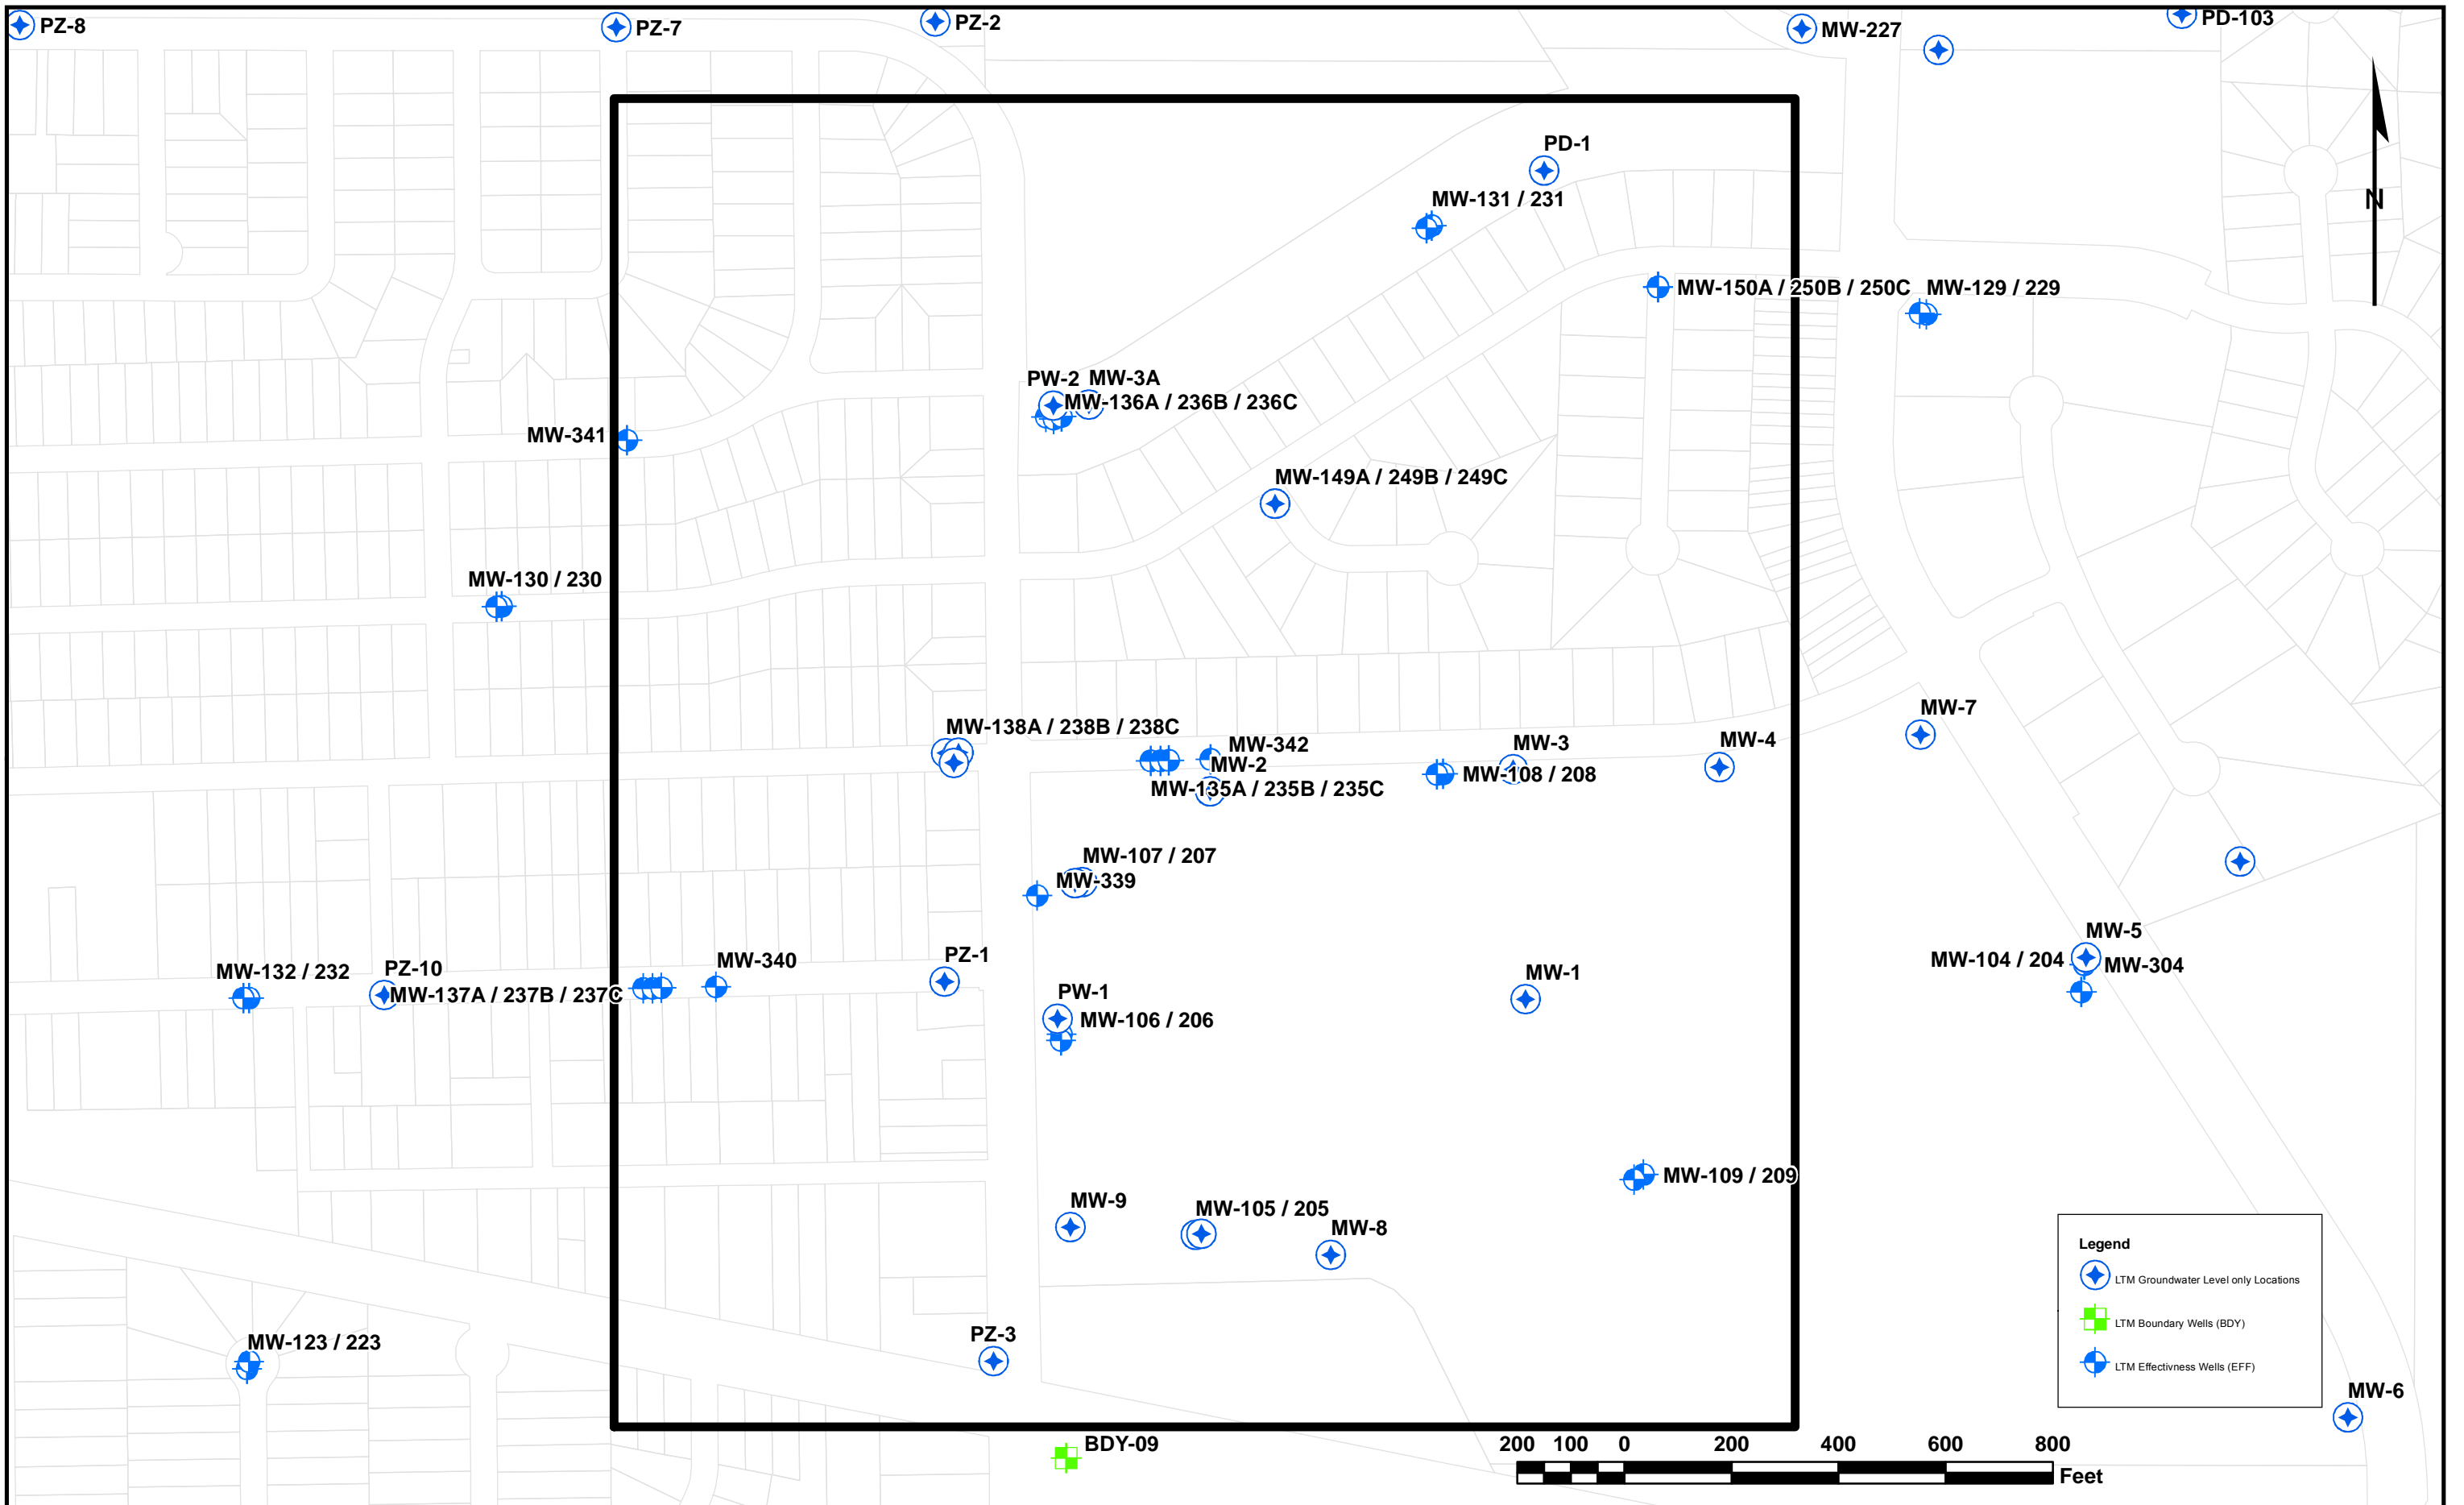 PZ-8
PZ-7
PZ-2
MW-227
PD-103
PD-1
N
MW-131 / 231
MW-150A / 250B / 250C
MW-129 / 229
PW-2
MW-3A
MW-136A / 236B / 236C
MW-341
MW-149A / 249B / 249C
MW-130 / 230
MW-7
MW-138A / 238B / 238C
MW-342
MW-3
MW-4
MW-2
MW-108 / 208
MW-135A / 235B / 235C
MW-107 / 207
MW-339
MW-5
MW-104 / 204
MW-304
MW-132 / 232
PZ-10
MW-137A / 237B / 237C
MW-340
PZ-1
MW-1
PW-1
MW-106 / 206
MW-109 / 209
MW-9
MW-105 / 205
MW-8
Legend
LTM Groundwater Level only Locations
LTM Boundary Wells (BDY)
LTM Effectivness Wells (EFF)
MW-123 / 223
PZ-3
MW-6
BDY-09
200 100 0 200 400 600 800
Feet